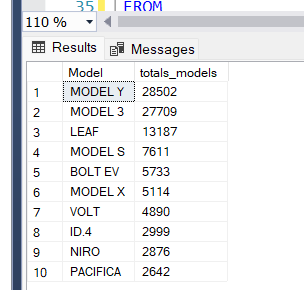 35 FROM
110 %
Results Messages
Model totals_models
1 MODEL Y 28502
2 MODEL 3 27709
3 LEAF 13187
4 MODEL S 7611
5 BOLT EV 5733
6 MODEL X 5114
7 VOLT 4890
8 ID.4 2999
9 NIRO 2876
10 PACIFICA 2642